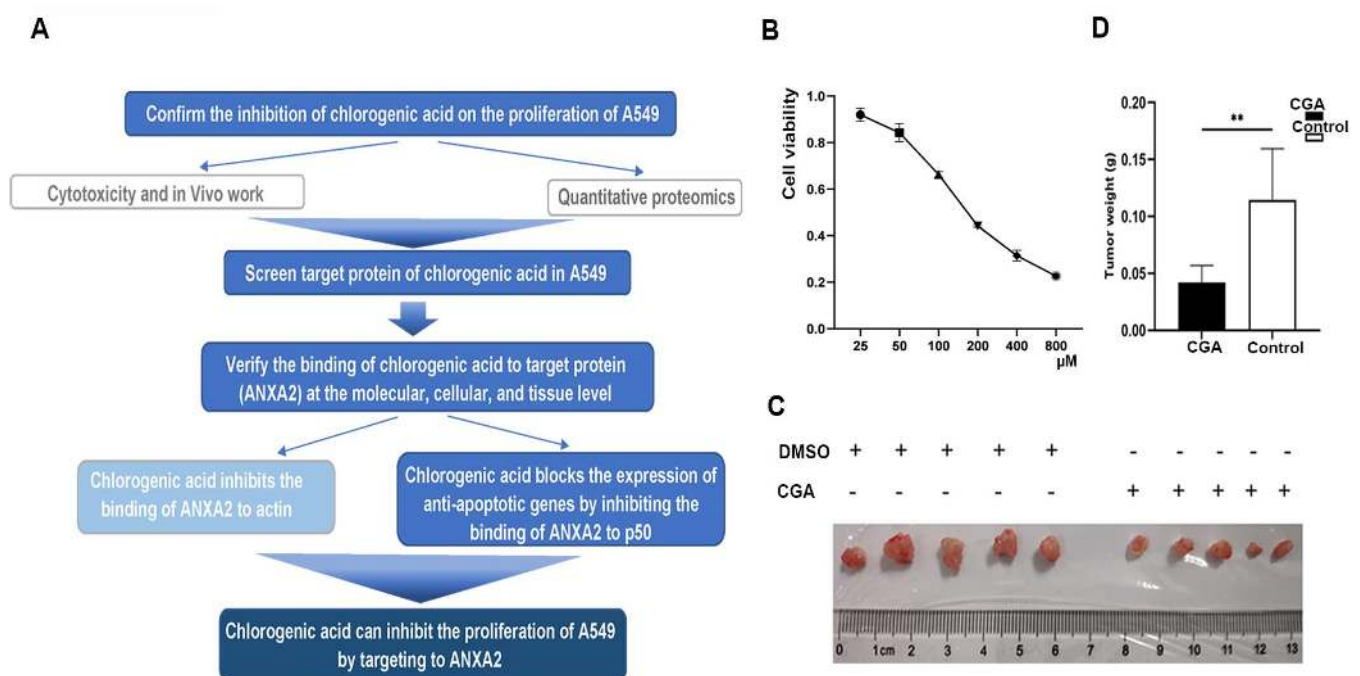 A
Confirm the inhibition of chlorogenic acid on the proliferation of A549
Cytotoxicity and in Vivo work
Quantitative proteomics
Screen target protein of chlorogenic acid in A549
Verify the binding of chlorogenic acid to target protein
(ANXA2) at the molecular, cellular, and tissue level
Chlorogenic acid inhibits the
binding of ANXA2 to actin
Chlorogenic acid blocks the expression of
anti-apoptotic genes by inhibiting the
binding of ANXA2 to p50
Chlorogenic acid can inhibit the proliferation of A549
by targeting to ANXA2
B
Cell viability
1.0
0.8
0.6
0.4
0.2
0.0
25 50 100 200 400 800
μM
D
Tumor weight (g)
0.20
0.15
0.10
0.05
0.00
**
CGA
Control
CGA Control
C
DMSO + + + + + - - - - -
CGA - - - - - + + + + +
0 1cm 2 3 4 5 6 7 8 9 10 11 12 13